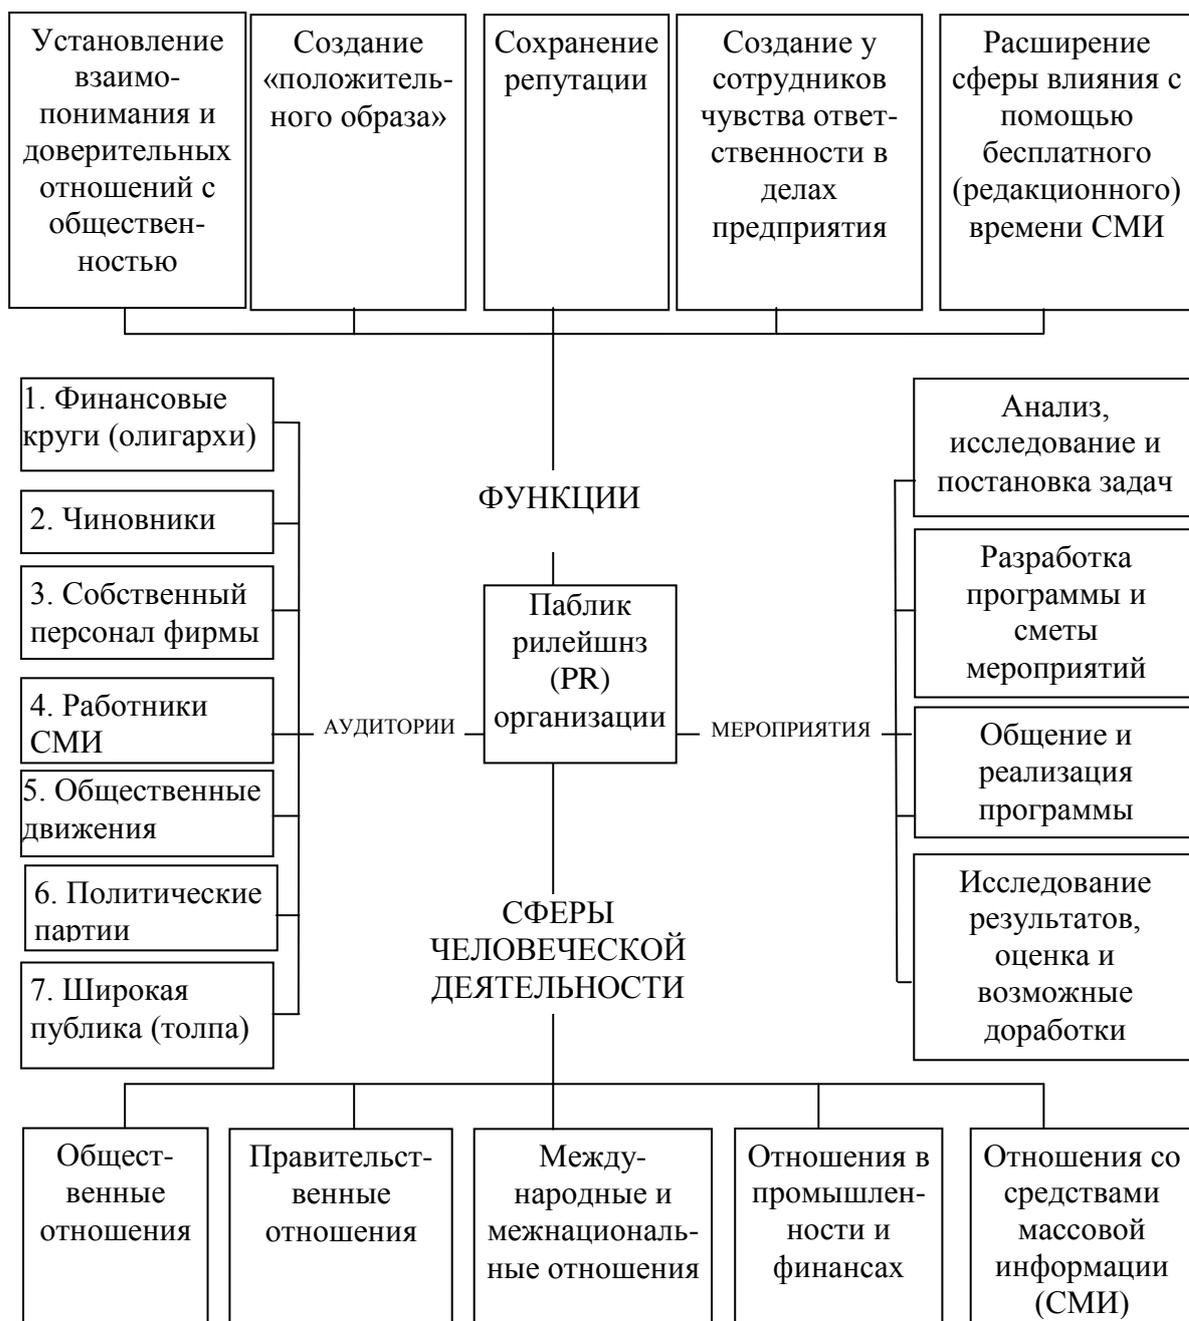 Установление
взаимо-
понимания и
доверительных
отношений с
обществен-
ностью
Создание
«положитель-
ного образа»
Сохранение
репутации
Создание у
сотрудников
чувства ответ-
ственности в
делах
предприятия
Расширение
сферы влияния с
помощью
бесплатного
(редакционного)
времени СМИ
1. Финансовые
круги (олигархи)
2. Чиновники
3. Собственный
персонал фирмы
4. Работники
СМИ
5. Общественные
движения
6. Политические
партии
7. Широкая
публика (толпа)
АУДИТОРИИ
ФУНКЦИИ
Паблик
рилейшнз
(PR)
организации
МЕРОПРИЯТИЯ
Анализ,
исследование и
постановка задач
Разработка
программы и
сметы
мероприятий
Общение и
реализация
программы
Исследование
результатов,
оценка и
возможные
доработки
СФЕРЫ
ЧЕЛОВЕЧЕСКОЙ
ДЕЯТЕЛЬНОСТИ
Общест-
венные
отношения
Правительст-
венные
отношения
Между-
народные и
межнациональ-
ные отношения
Отношения в
промышлен-
ности и
финансах
Отношения со
средствами
массовой
информации
(СМИ)